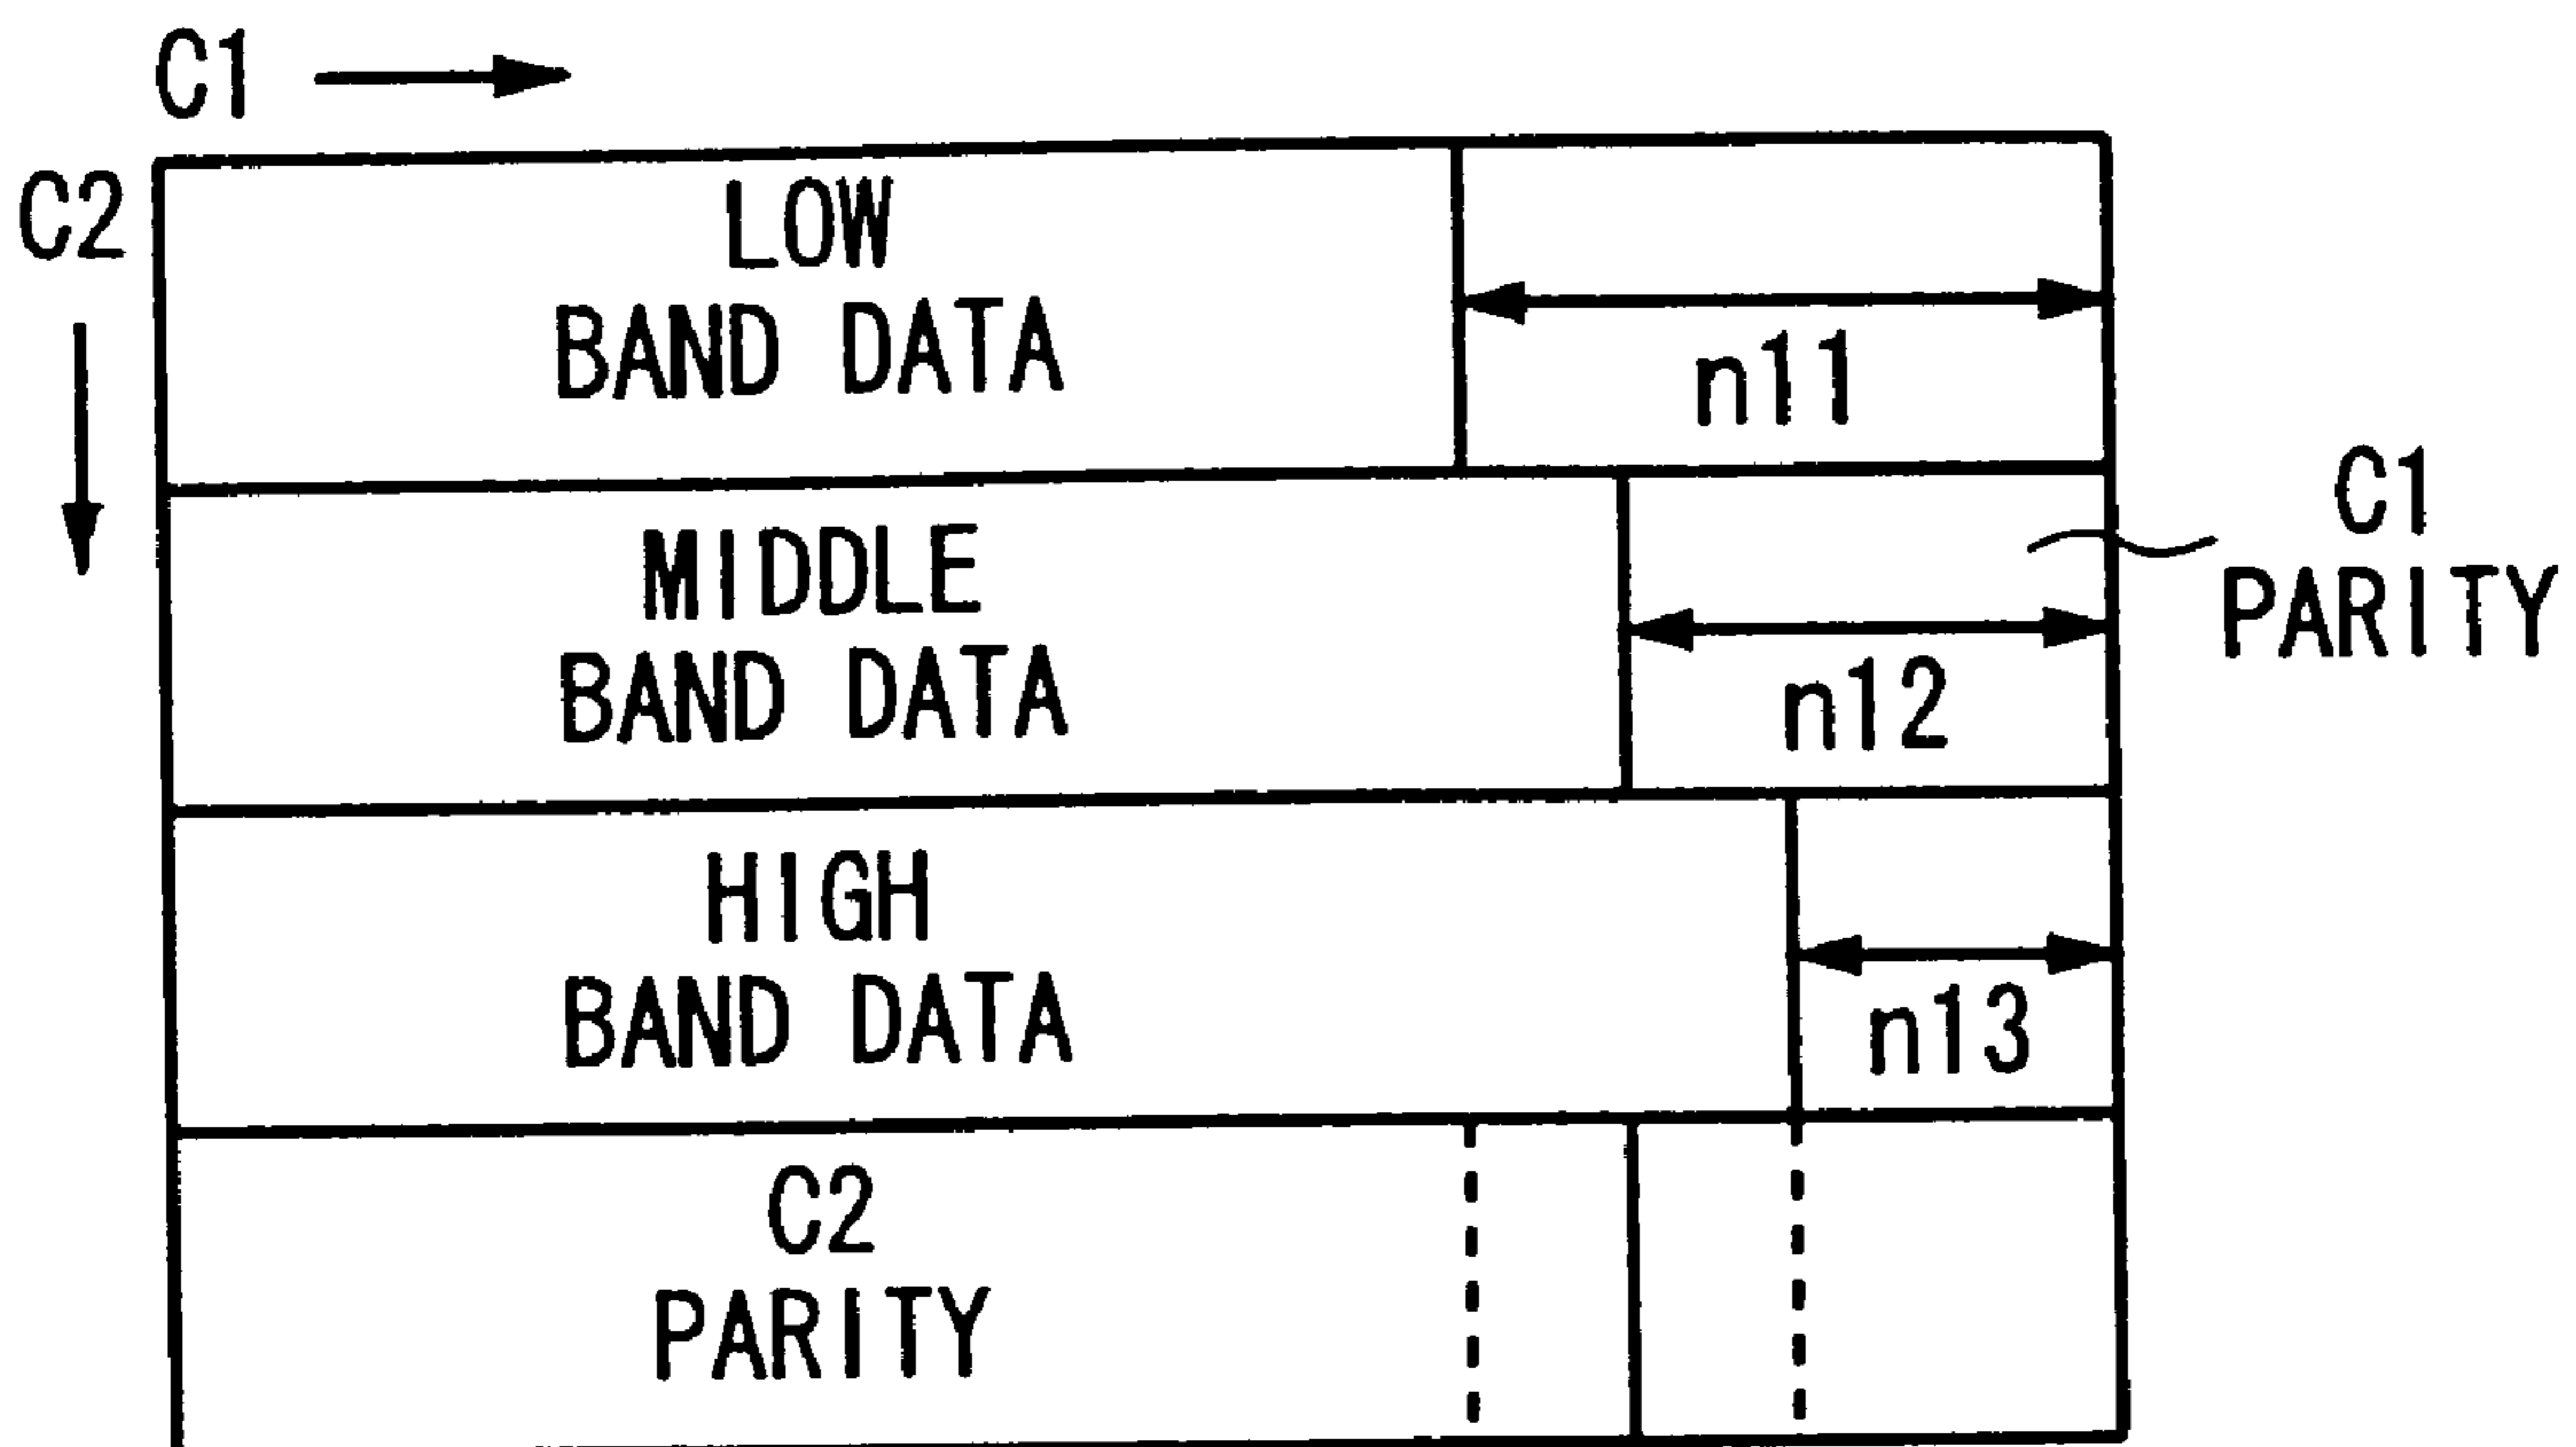 C1
C2
LOW
BAND DATA
n11
C1
PARITY
MIDDLE
BAND DATA
n12
HIGH
BAND DATA
n13
C2
PARITY